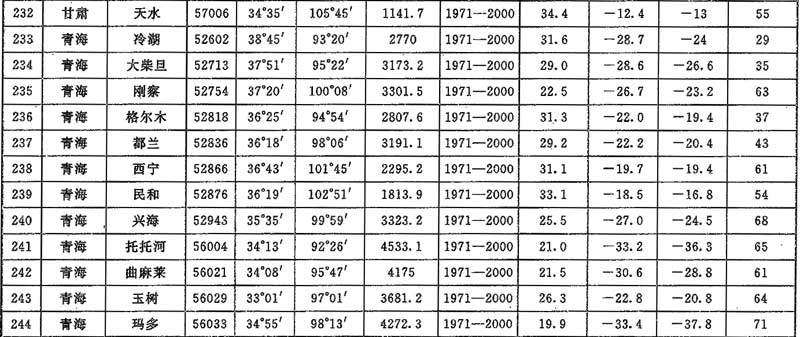 232 甘肃 天水 57006 34°35′ 105°45′ 1141.7 1971—2000 34.4 −12.4 −13 55
233 青海 冷湖 52602 38°45′ 93°20′ 2770 1971—2000 31.6 −28.7 −24 29
234 青海 大柴旦 52713 37°51′ 95°22′ 3173.2 1971—2000 29.0 −28.6 −26.6 35
235 青海 刚察 52754 37°20′ 100°08′ 3301.5 1971—2000 22.5 −26.7 −23.2 63
236 青海 格尔木 52818 36°25′ 94°54′ 2807.6 1971—2000 31.3 −22.0 −19.4 37
237 青海 都兰 52836 36°18′ 98°06′ 3191.1 1971—2000 29.2 −22.2 −20.4 43
238 青海 西宁 52866 36°43′ 101°45′ 2295.2 1971—2000 31.1 −19.7 −19.4 61
239 青海 民和 52876 36°19′ 102°51′ 1813.9 1971—2000 33.1 −18.5 −16.8 54
240 青海 兴海 52943 35°35′ 99°59′ 3323.2 1971—2000 25.5 −27.0 −24.5 68
241 青海 托托河 56004 34°13′ 92°26′ 4533.1 1971—2000 21.0 −33.2 −36.3 65
242 青海 曲麻莱 56021 34°08′ 95°47′ 4175 1971—2000 21.5 −30.6 −28.8 61
243 青海 玉树 56029 33°01′ 97°01′ 3681.2 1971—2000 26.3 −22.8 −20.8 64
244 青海 玛多 56033 34°55′ 98°13′ 4272.3 1971—2000 19.9 −33.4 −37.8 71